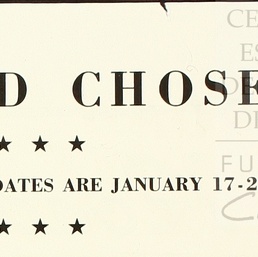 D CHOSE
★ ★ ★
DATES ARE JANUARY 17-2
★ ★ ★